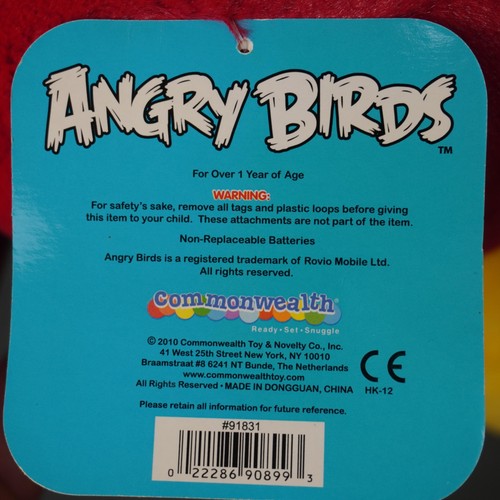 ANGRY BIRDS™
For Over 1 Year of Age
WARNING:
For safety's sake, remove all tags and plastic loops before giving
this item to your child. These attachments are not part of the item.
Non-Replaceable Batteries
Angry Birds is a registered trademark of Rovio Mobile Ltd.
All rights reserved.
commonwealth®
Ready • Set • Snuggle
© 2010 Commonwealth Toy & Novelty Co., Inc.
41 West 25th Street New York, NY 10010
Braamstraat #8 6241 NT Bunde, The Netherlands
www.commonwealthtoy.com
All Rights Reserved • MADE IN DONGGUAN, CHINA
CE
HK-12
Please retain all information for future reference.
#91831
0 22286 90899 3